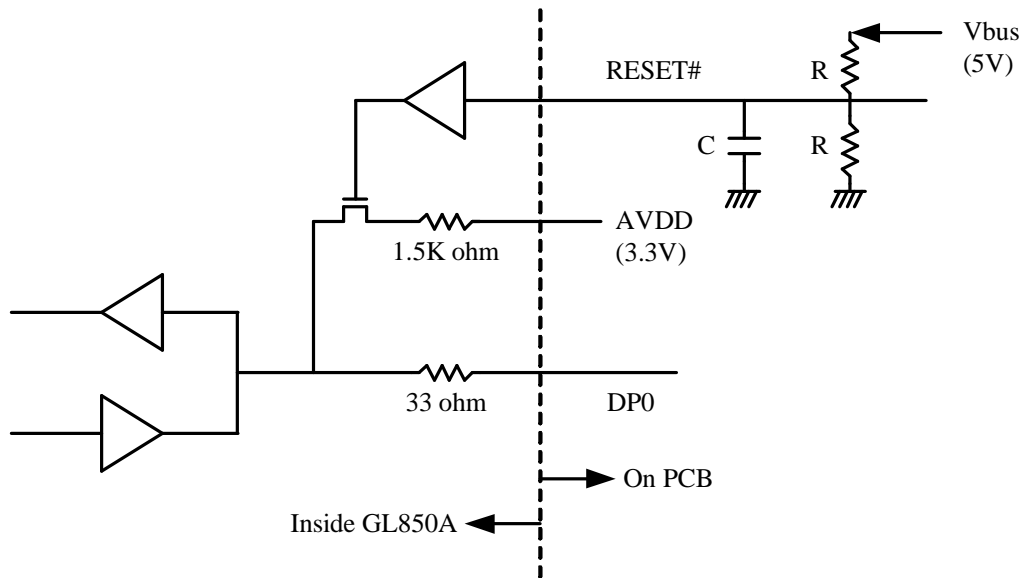 Vbus
(5V)
RESET#
R
C
R
AVDD
(3.3V)
1.5K ohm
33 ohm
DP0
On PCB
Inside GL850A